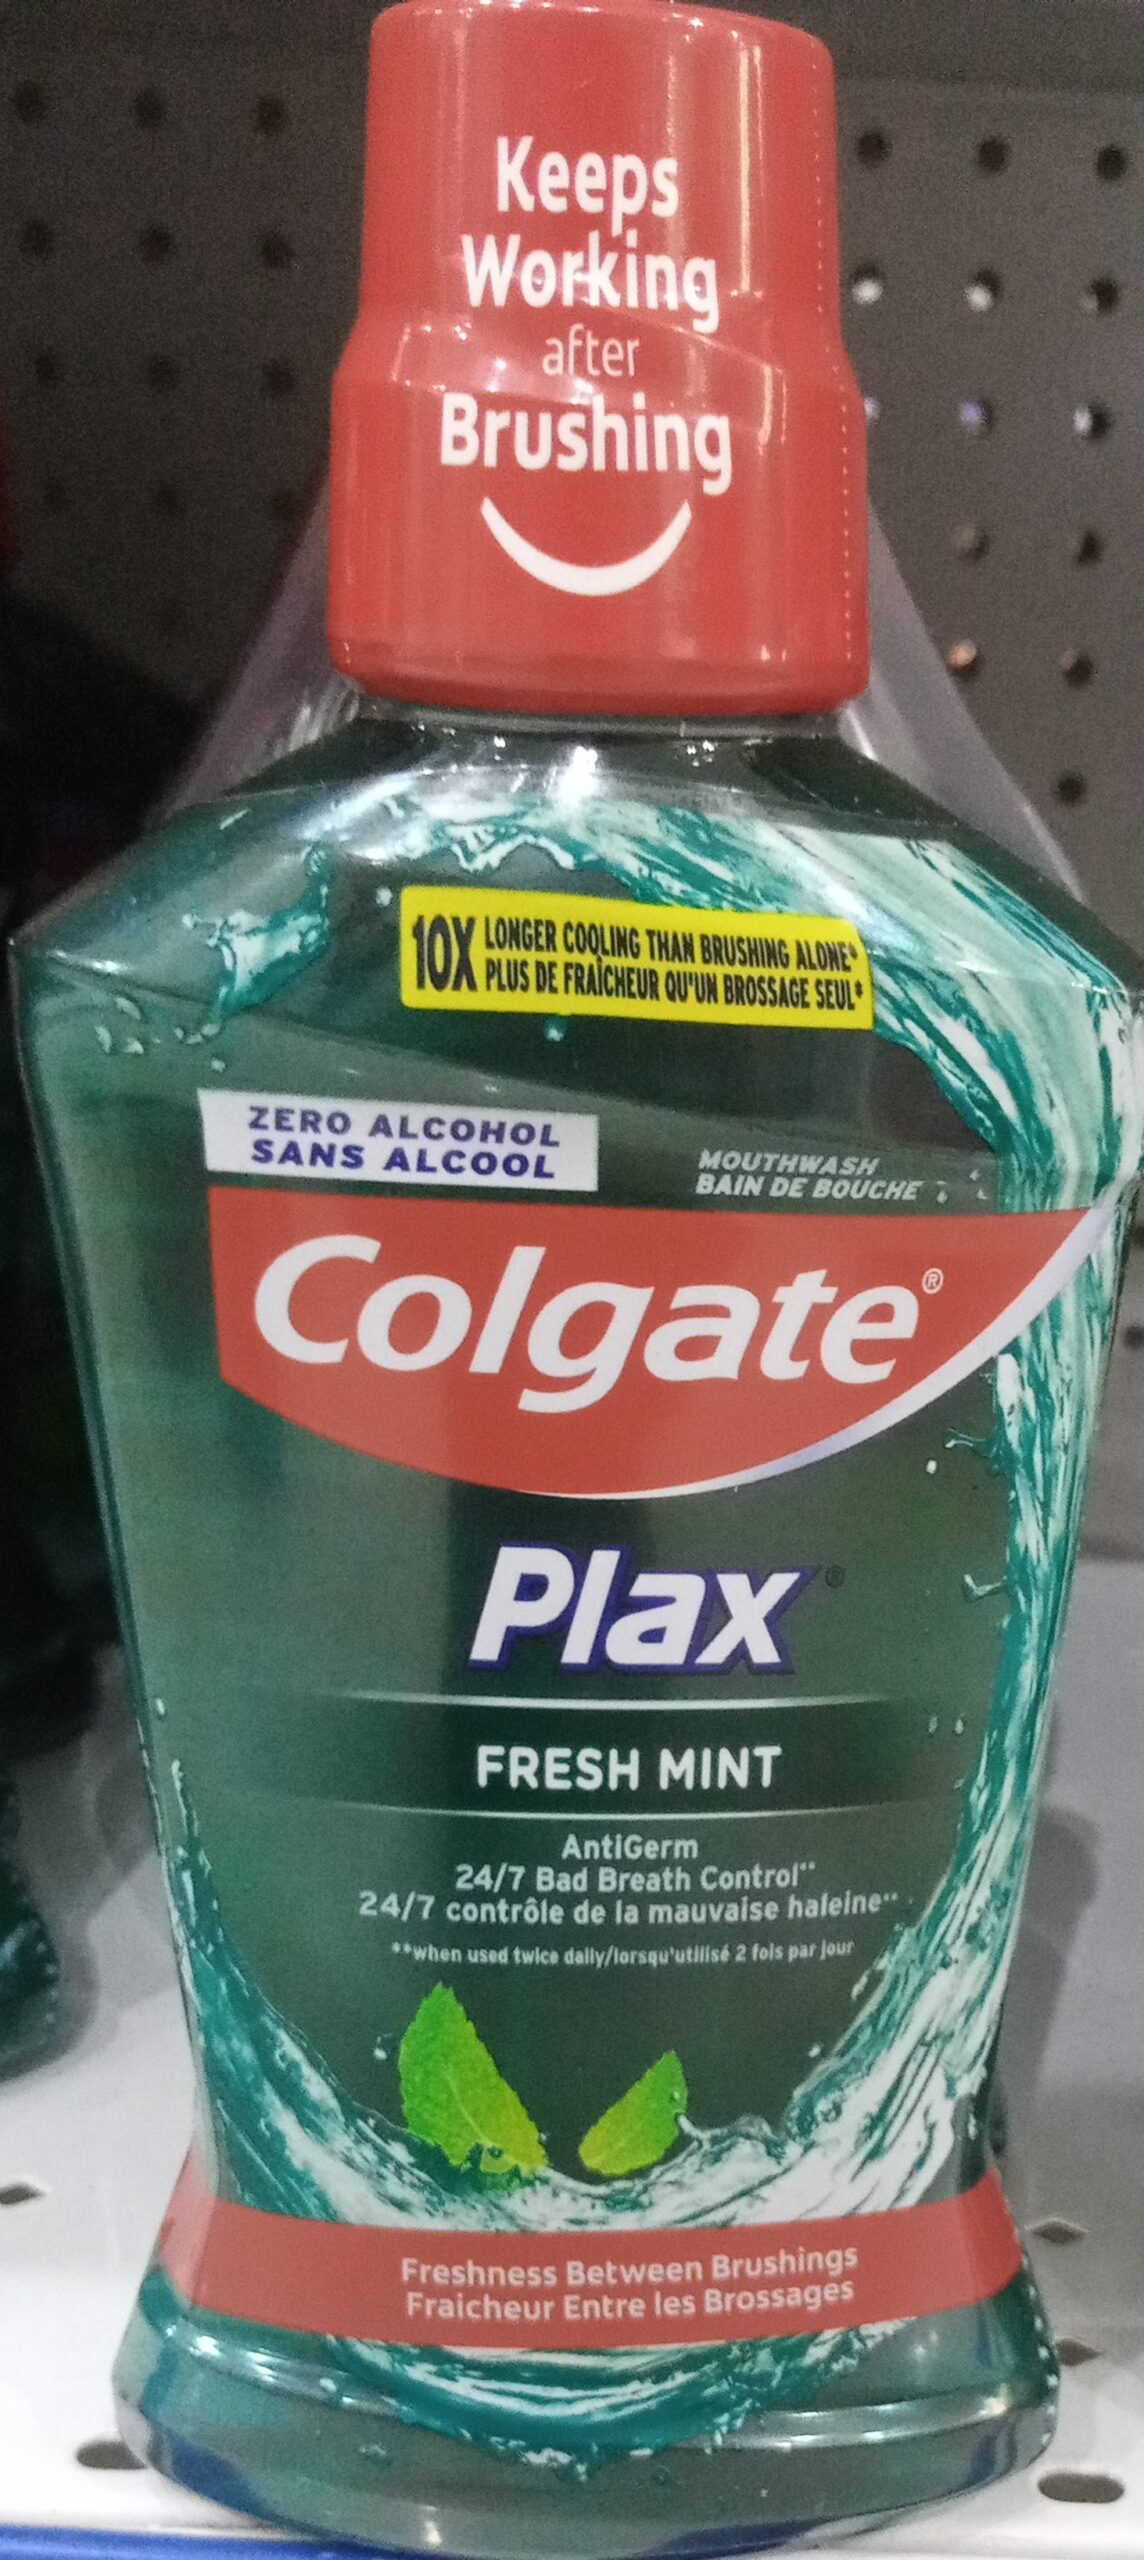 Keeps
Working
after
Brushing
10X LONGER COOLING THAN BRUSHING ALONE*
PLUS DE FRAÎCHEUR QU'UN BROSSAGE SEUL*
ZERO ALCOHOL
SANS ALCOOL
MOUTHWASH
BAIN DE BOUCHE
Colgate®
Plax®
FRESH MINT
AntiGerm
24/7 Bad Breath Control**
24/7 contrôle de la mauvaise haleine**
**when used twice daily/lorsqu'utilisé 2 fois par jour
Freshness Between Brushings
Fraicheur Entre les Brossages